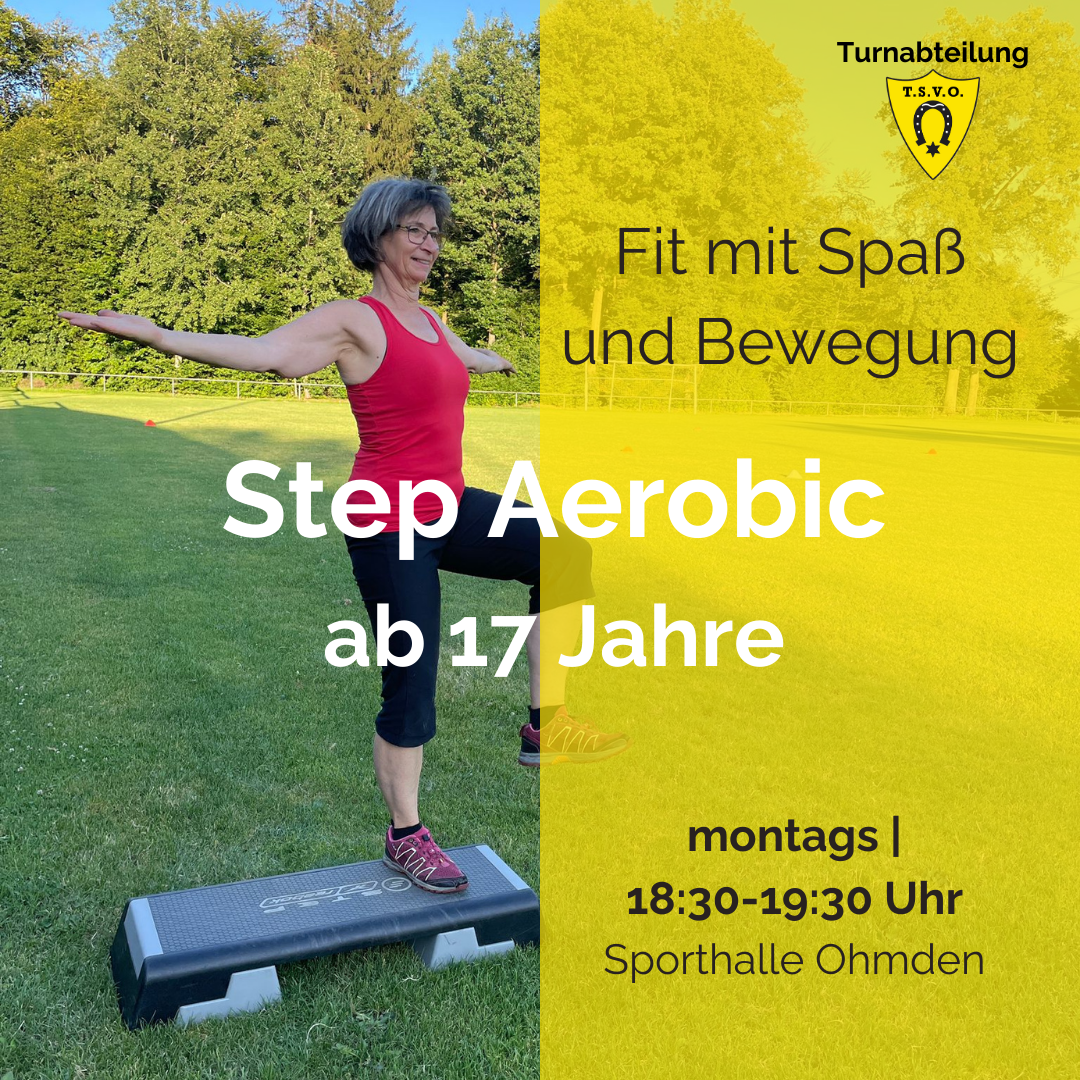 Turnabteilung
T.S.V.O.
Fit mit Spaß
und Bewegung
Step Aerobic
ab 17 Jahre
montags |
18:30-19:30 Uhr
Sporthalle Ohmden